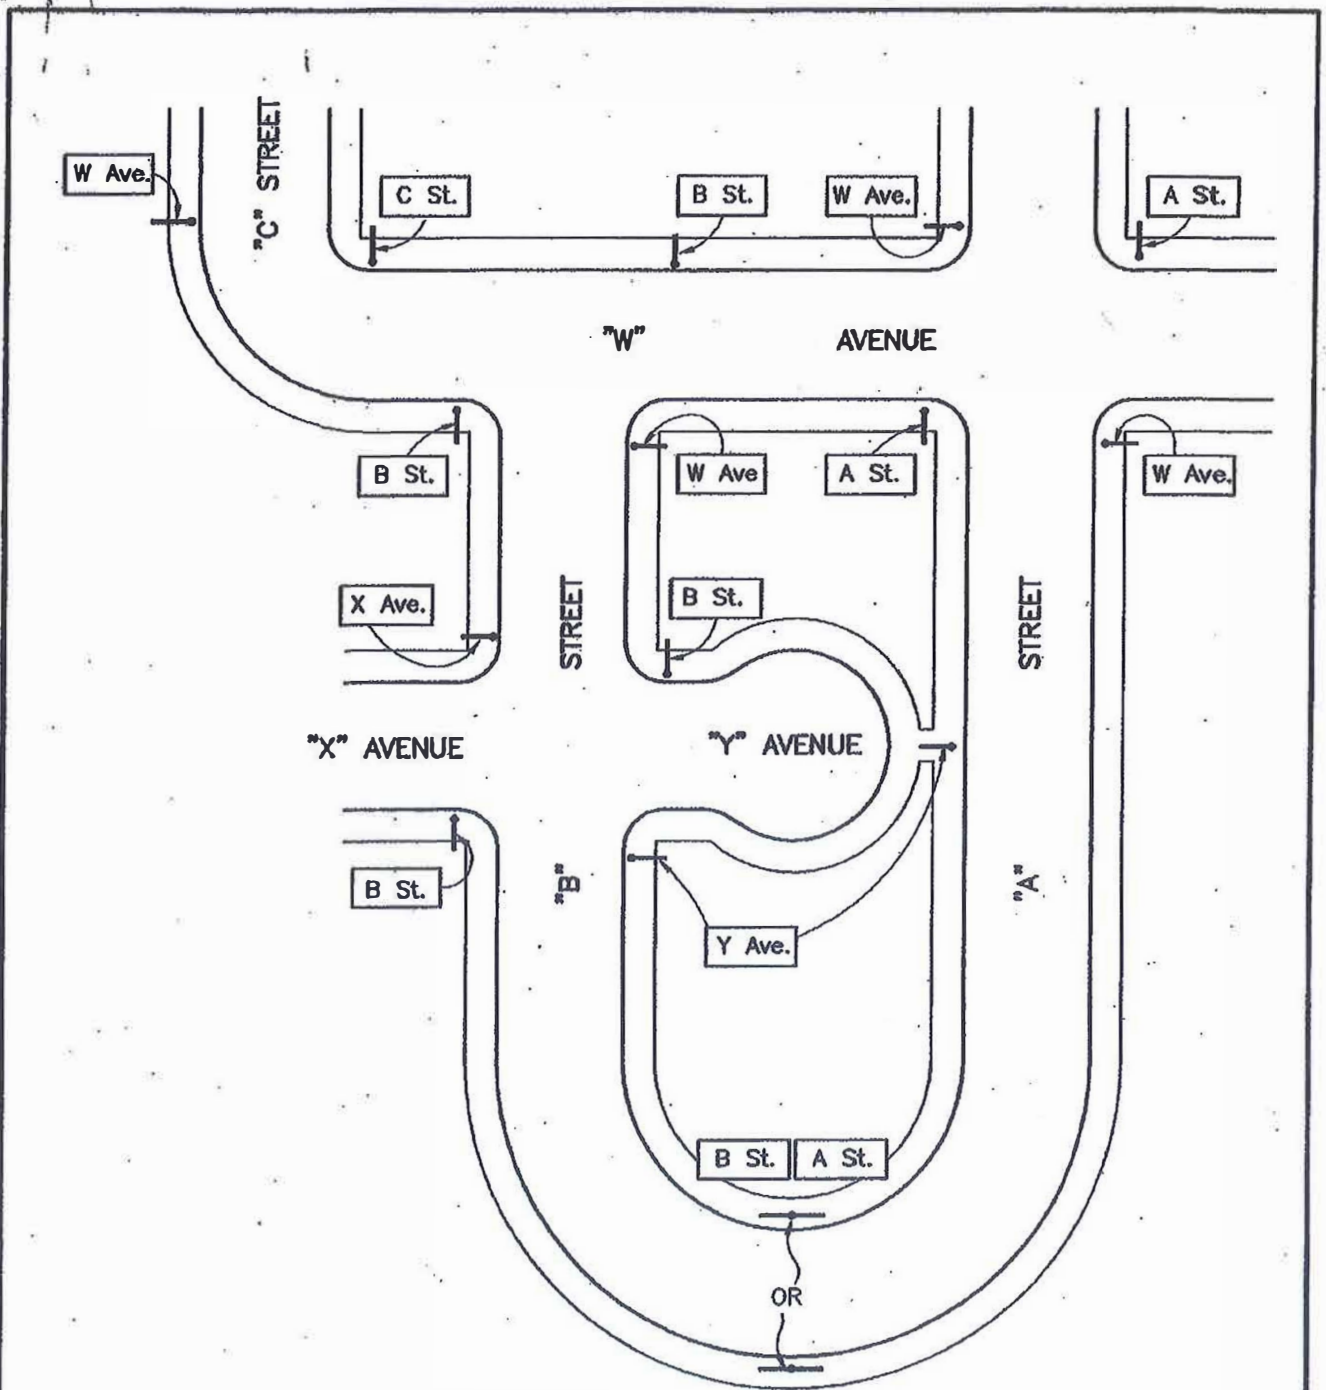 "C" STREET
W Ave.
C St.
B St.
W Ave.
A St.
"W" AVENUE
B St.
W Ave
A St.
W Ave.
X Ave.
B St.
STREET
STREET
"X" AVENUE
"Y" AVENUE
B St.
"B"
"A"
Y Ave.
B St.
A St.
OR